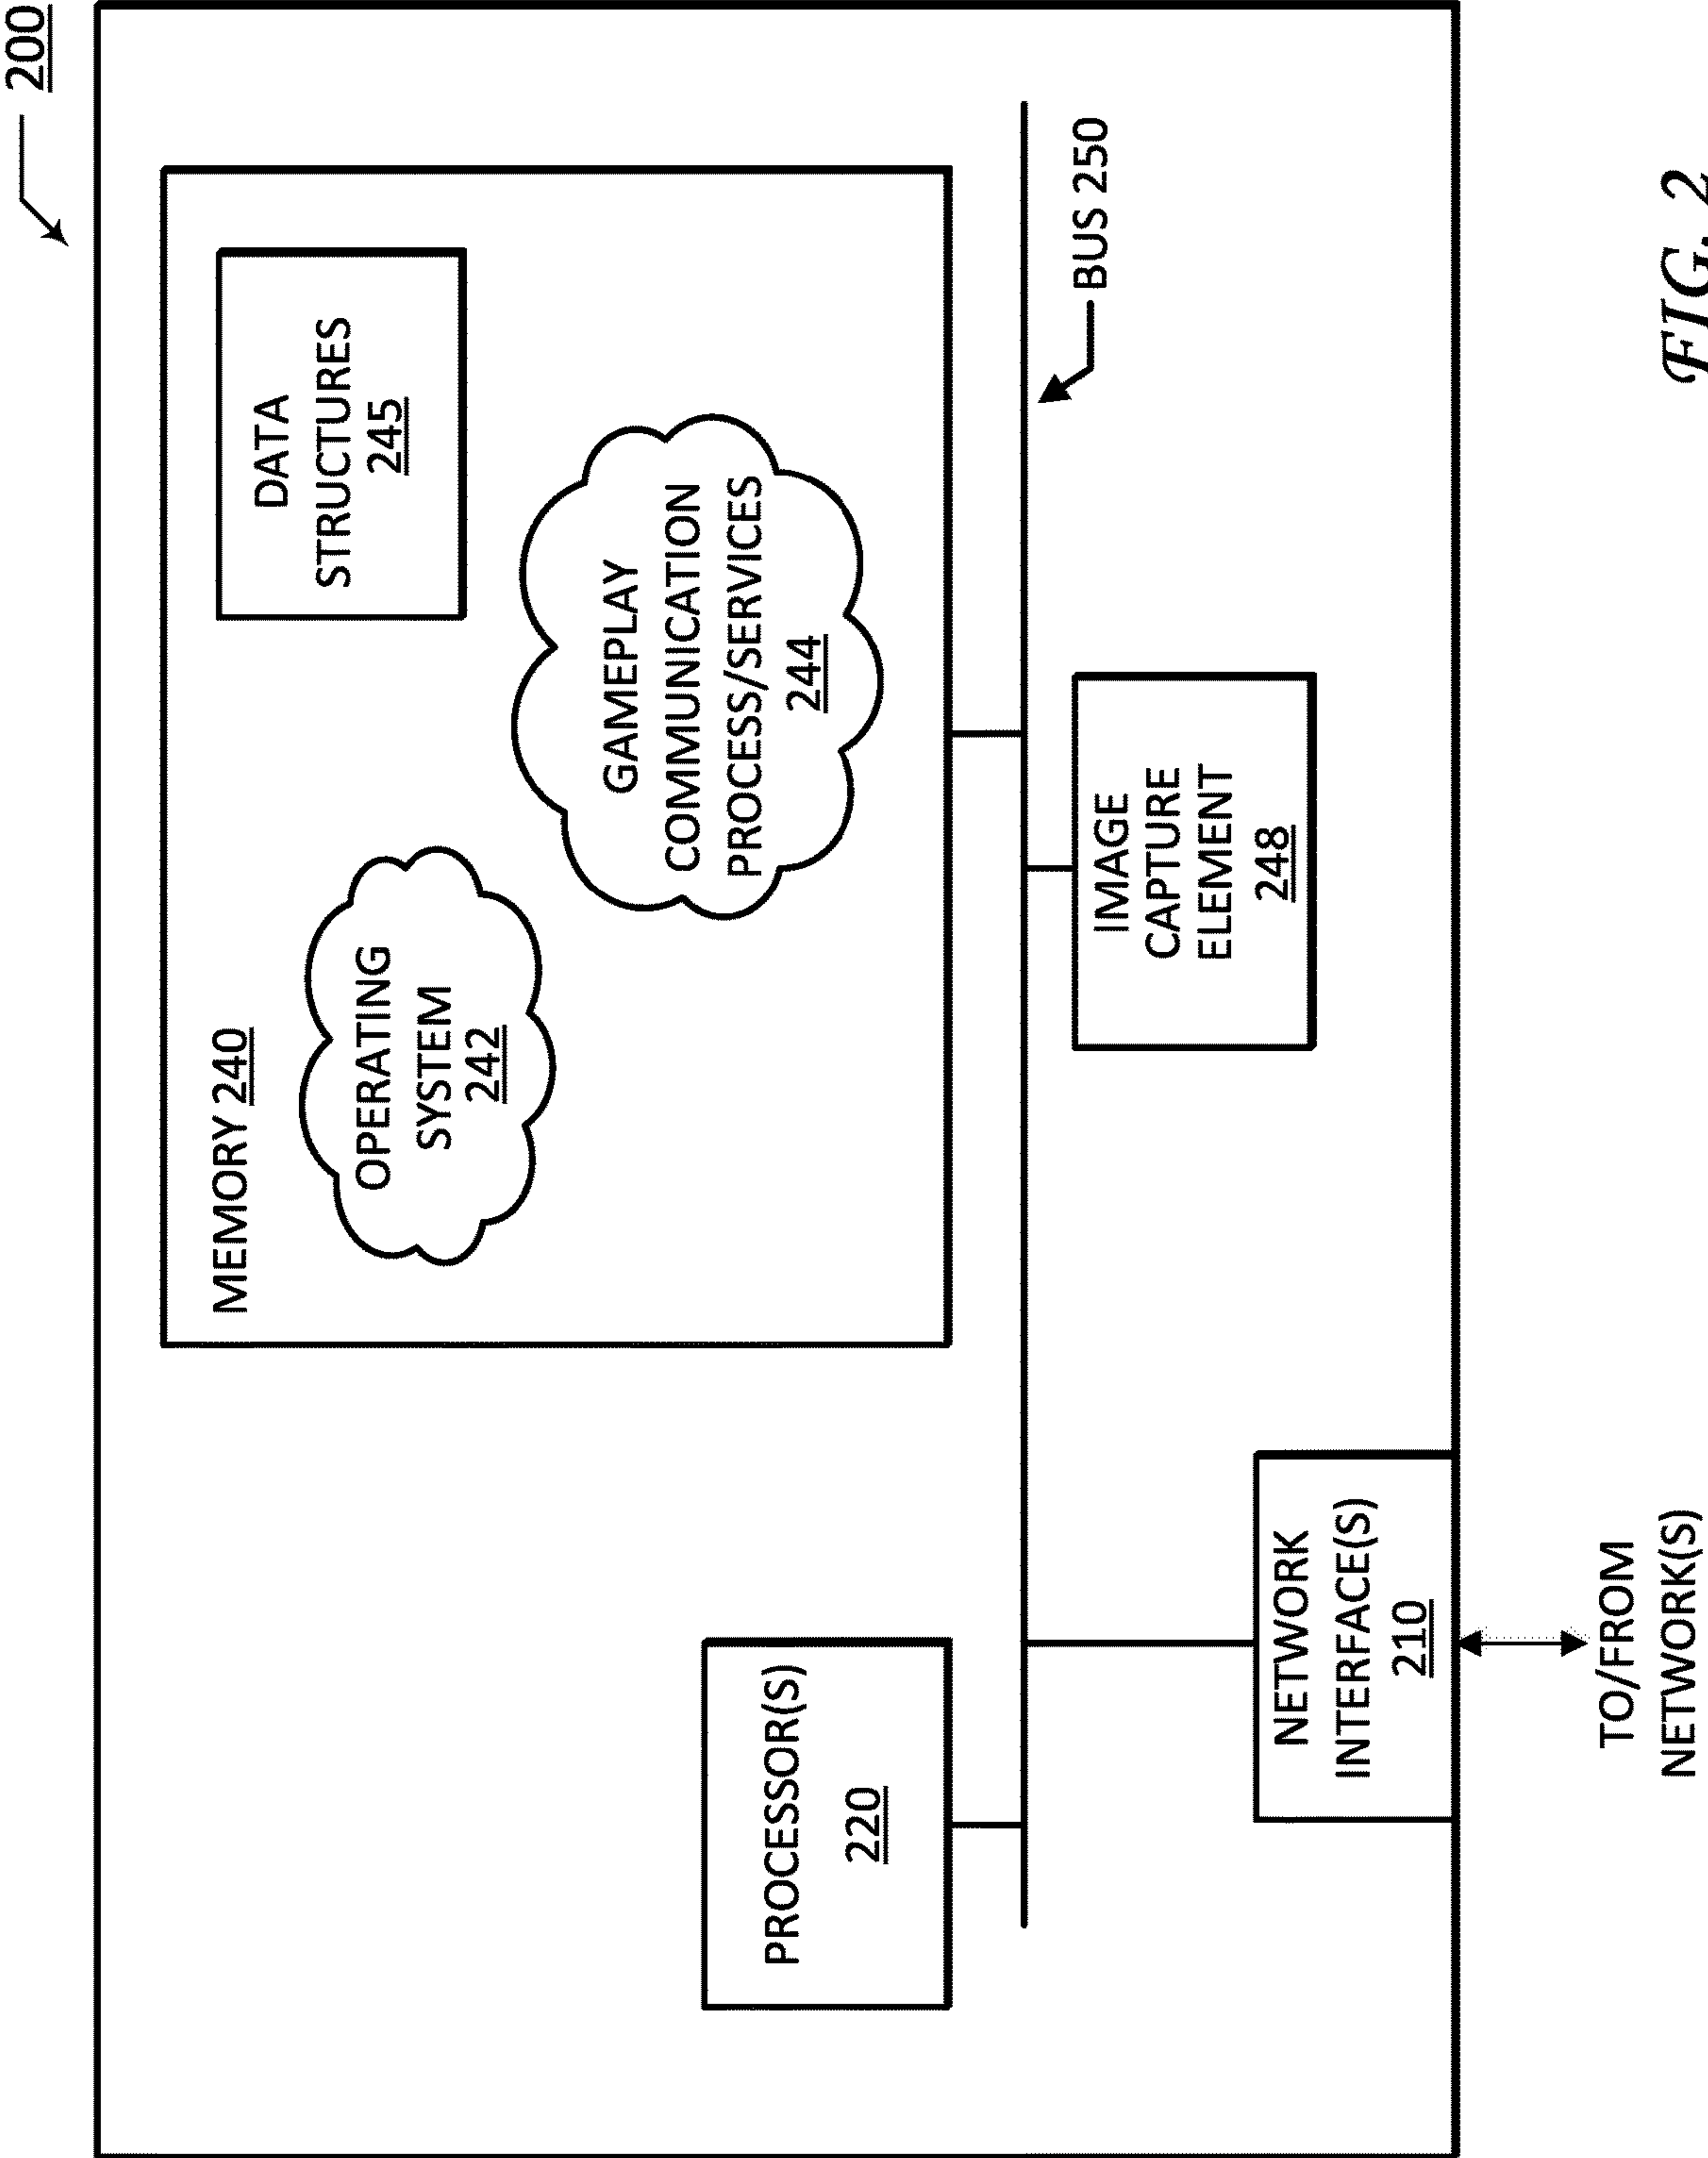 200
MEMORY 240
OPERATING
SYSTEM
242
DATA
STRUCTURES
245
GAMEPLAY
COMMUNICATION
PROCESS/SERVICES
244
PROCESSOR(S)
220
BUS 250
NETWORK
INTERFACE(S)
210
IMAGE
CAPTURE
ELEMENT
248
TO/FROM
NETWORK(S)
FIG. 2